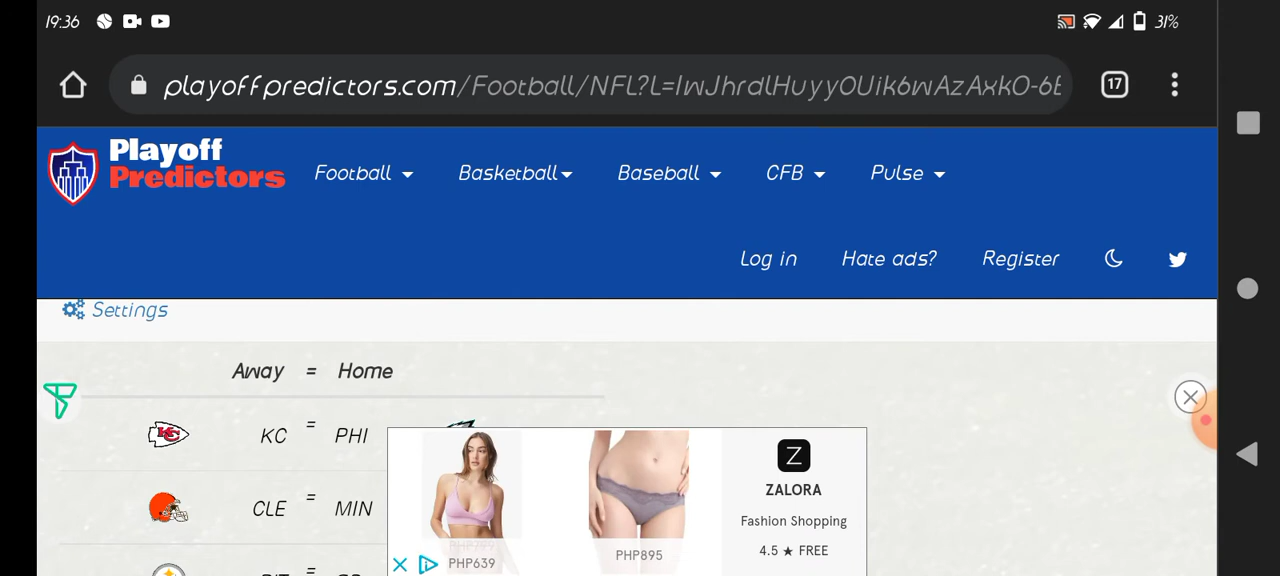 19:36 31%
playoffpredictors.com/Football/NFL?L=IwJhrdlHuyyOUik6wAzAxkO-6E 17
Playoff
Predictors
Football Basketball Baseball CFB Pulse
Log in Hate ads? Register
Settings
Away = Home
KC = PHI
CLE = MIN
KC
Z
ZALORA
Fashion Shopping
4.5 ★ FREE
PHP639 PHP895